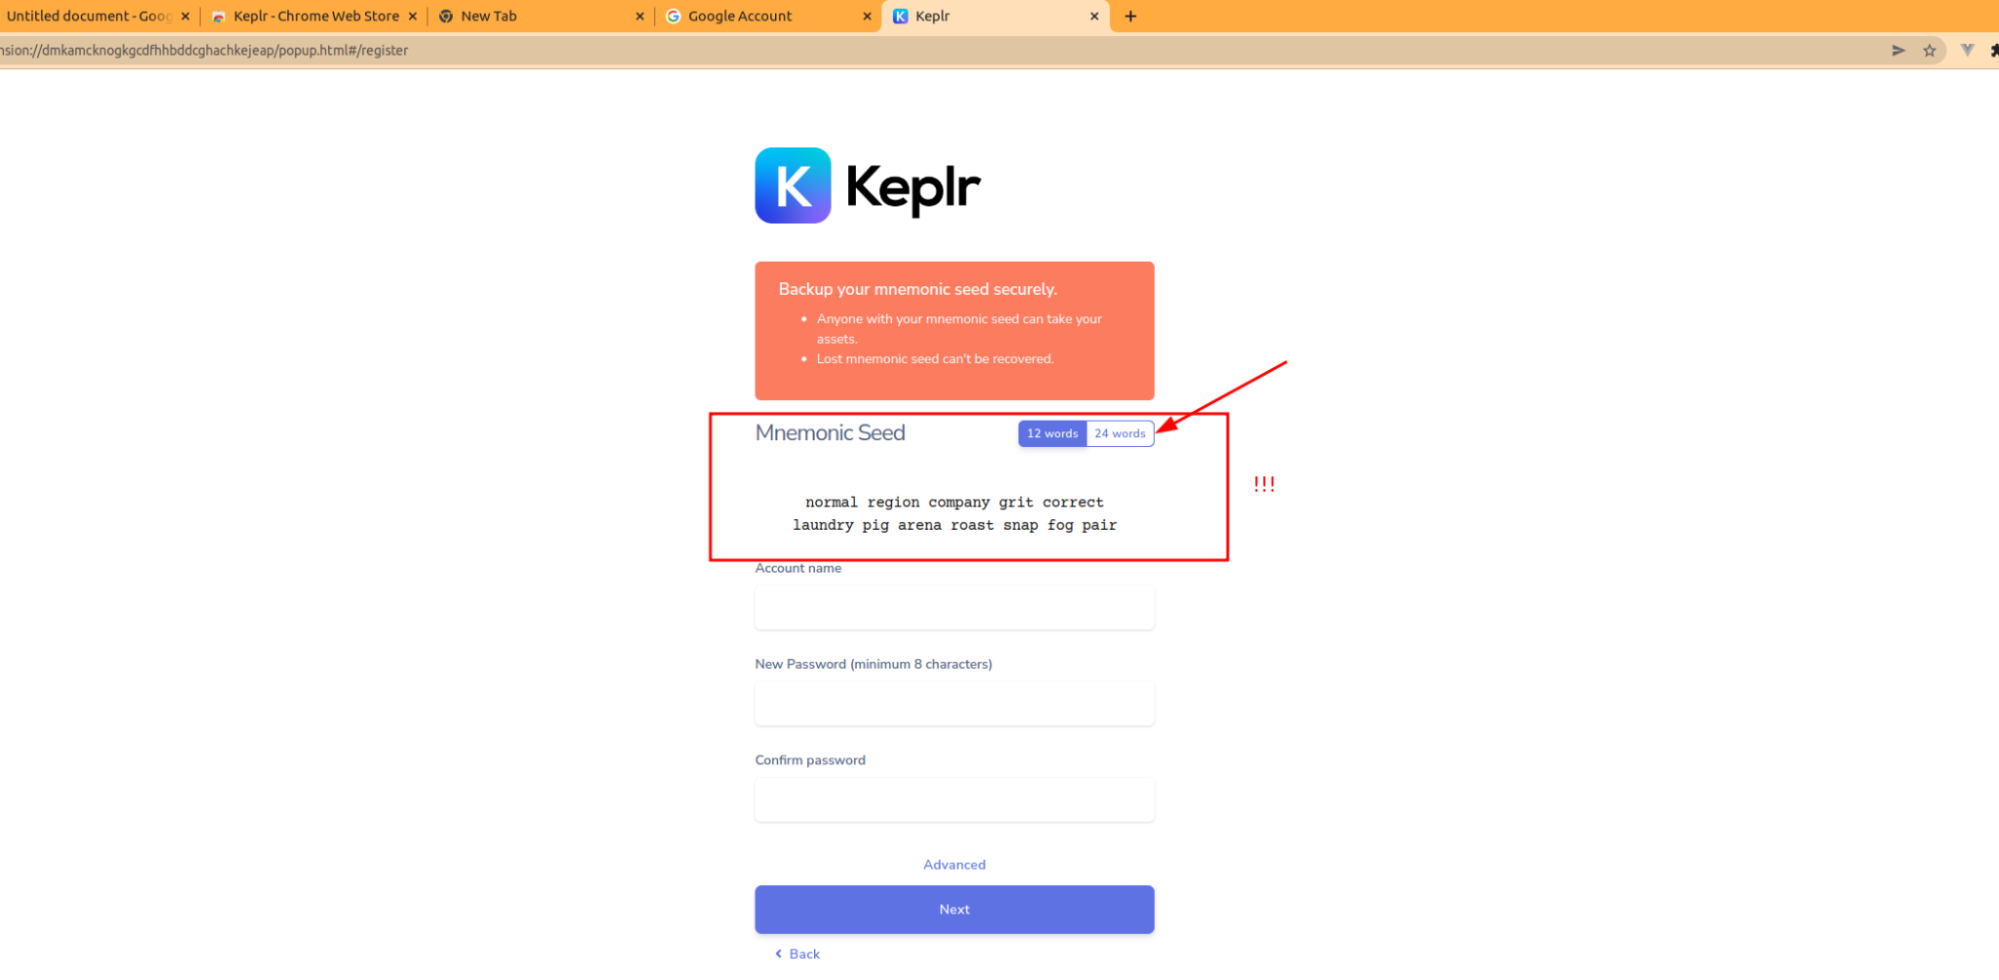 Untitled document - Goog
Keplr - Chrome Web Store
New Tab
Google Account
Keplr
nsion://dmkamcknogkgcdfhhbddcghachkejeap/popup.html#/register
K Keplr
Backup your mnemonic seed securely.
Anyone with your mnemonic seed can take your
assets.
Lost mnemonic seed can't be recovered.
Mnemonic Seed
12 words
24 words
!!!
normal region company grit correct
laundry pig arena roast snap fog pair
Account name
New Password (minimum 8 characters)
Confirm password
Advanced
Next
Back